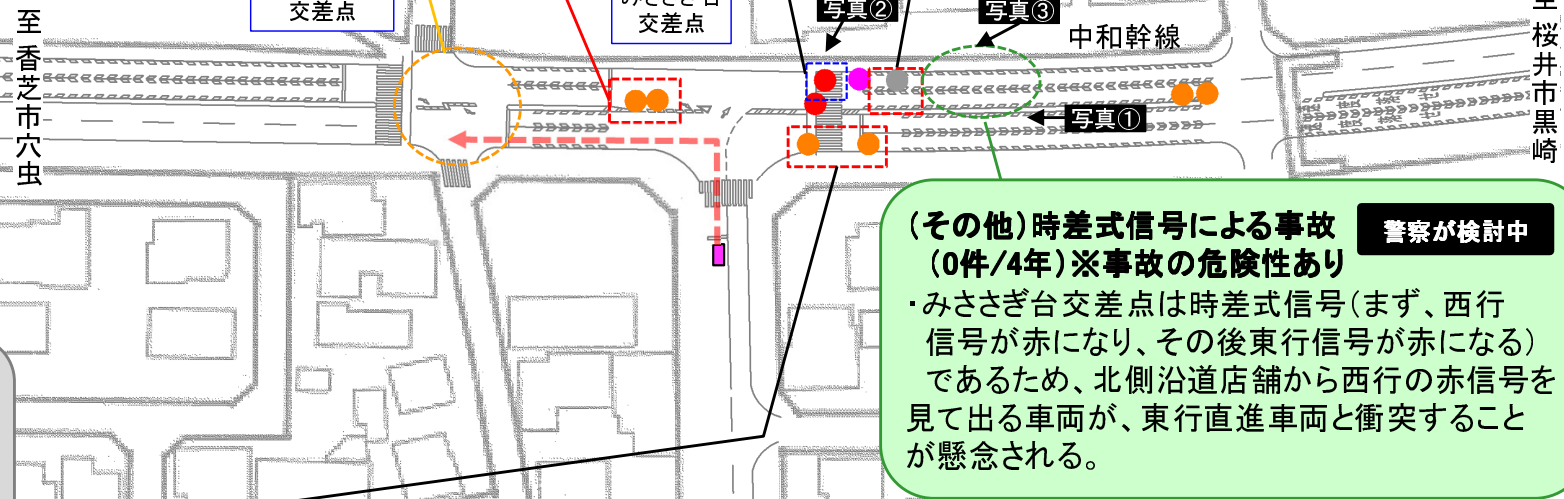 交差点
みささぎ台
交差点
写真②
写真③
中和幹線
至 香芝市穴虫
至 桜井市黒崎
写真①
(その他)時差式信号による事故
(0件/4年)※事故の危険性あり
警察が検討中
・みささぎ台交差点は時差式信号(まず、西行
信号が赤になり、その後東行信号が赤になる)
であるため、北側沿道店舗から西行の赤信号を
見て出る車両が、東行直進車両と衝突すること
が懸念される。